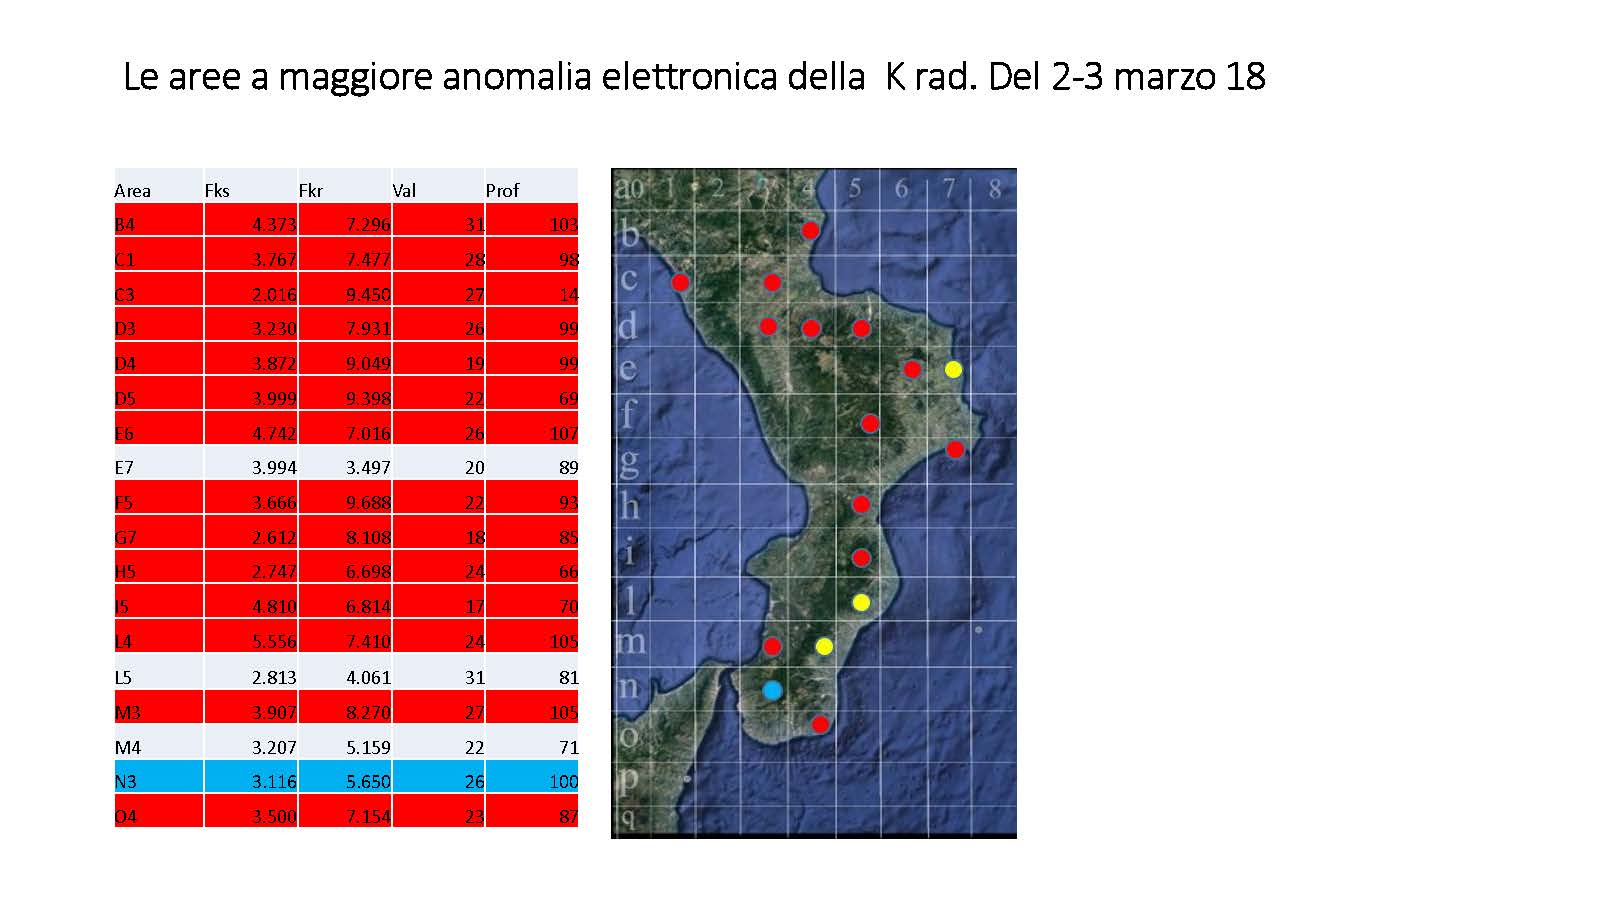 Le aree a maggiore anomalia elettronica della K rad. Del 2-3 marzo 18
Area Fks Fkr Val Prof
B4 4.373 7.296 31 103
C1 3.767 7.477 28 98
C3 2.016 9.450 27 14
D3 3.230 7.931 26 99
D4 3.872 9.049 19 99
D5 3.999 9.398 22 69
E6 4.742 7.016 26 107
E7 3.994 3.497 20 89
F5 3.666 9.688 22 93
G7 2.612 8.108 18 85
H5 2.747 6.698 24 66
I5 4.810 6.814 17 70
L4 5.556 7.410 24 105
L5 2.813 4.061 31 81
M3 3.907 8.270 27 105
M4 3.207 5.159 22 71
N3 3.116 5.650 26 100
O4 3.500 7.154 23 87
a0 1 2 3 4 5 6 7 8
b
c
d
e
f
g
h
i
l
m
n
o
p
q